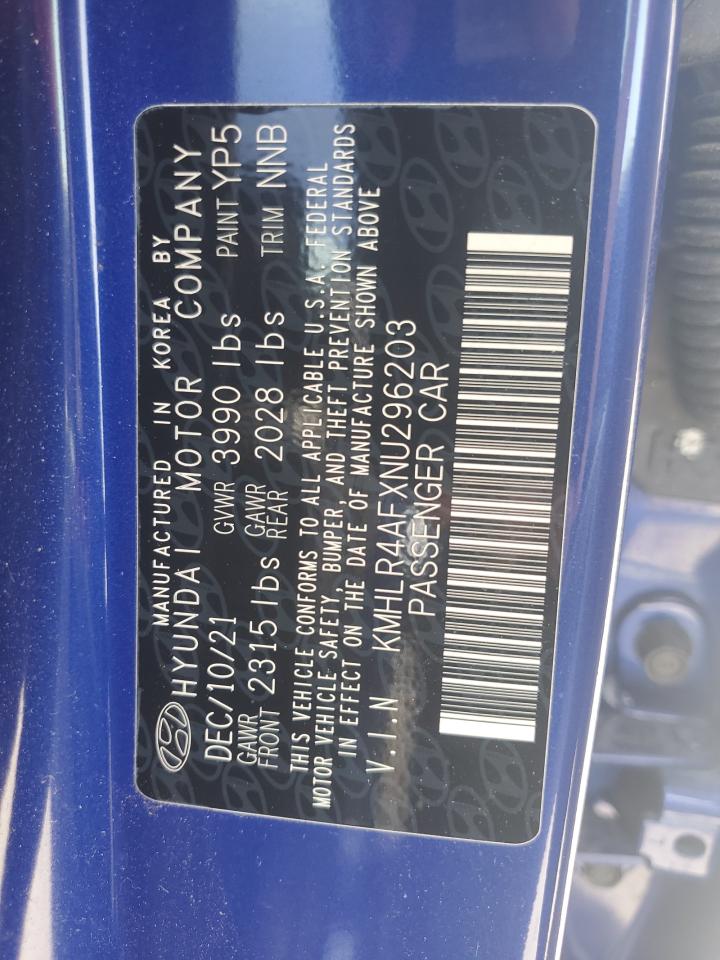 MANUFACTURED IN KOREA BY
HYUNDAI MOTOR COMPANY
DEC/10/21 GVWR 3990 lbs PAINT YP5
GAWR FRONT 2315 lbs GAWR REAR 2028 lbs TRIM NNB
THIS VEHICLE CONFORMS TO ALL APPLICABLE U.S.A. FEDERAL
MOTOR VEHICLE SAFETY, BUMPER, AND THEFT PREVENTION STANDARDS
IN EFFECT ON THE DATE OF MANUFACTURE SHOWN ABOVE
V.I.N KMHLR4AFXNU296203
PASSENGER CAR